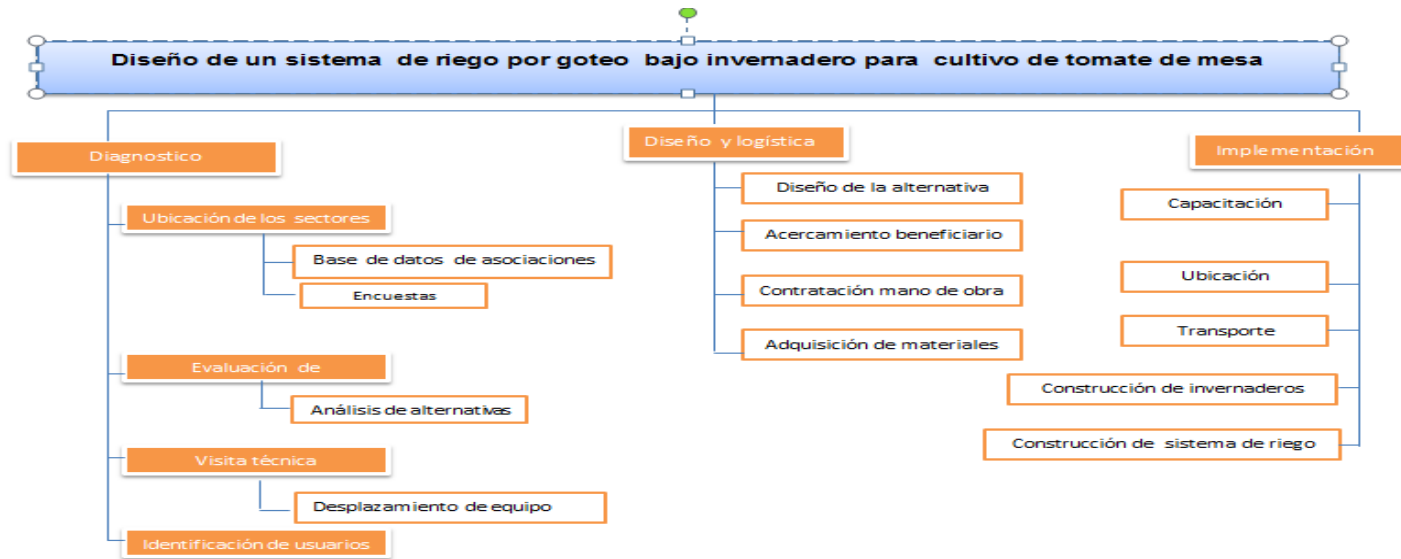 Diseño de un sistema de riego por goteo bajo invernadero para cultivo de tomate de mesa
Diagnostico
Ubicación de los sectores
Base de datos de asociaciones
Encuestas
Evaluación de
Análisis de alternativas
Visita técnica
Desplazamiento de equipo
Identificación de usuarios
Diseño y logística
Diseño de la alternativa
Acercamiento beneficiario
Contratación mano de obra
Adquisición de materiales
Implementación
Capacitación
Ubicación
Transporte
Construcción de invernaderos
Construcción de sistema de riego